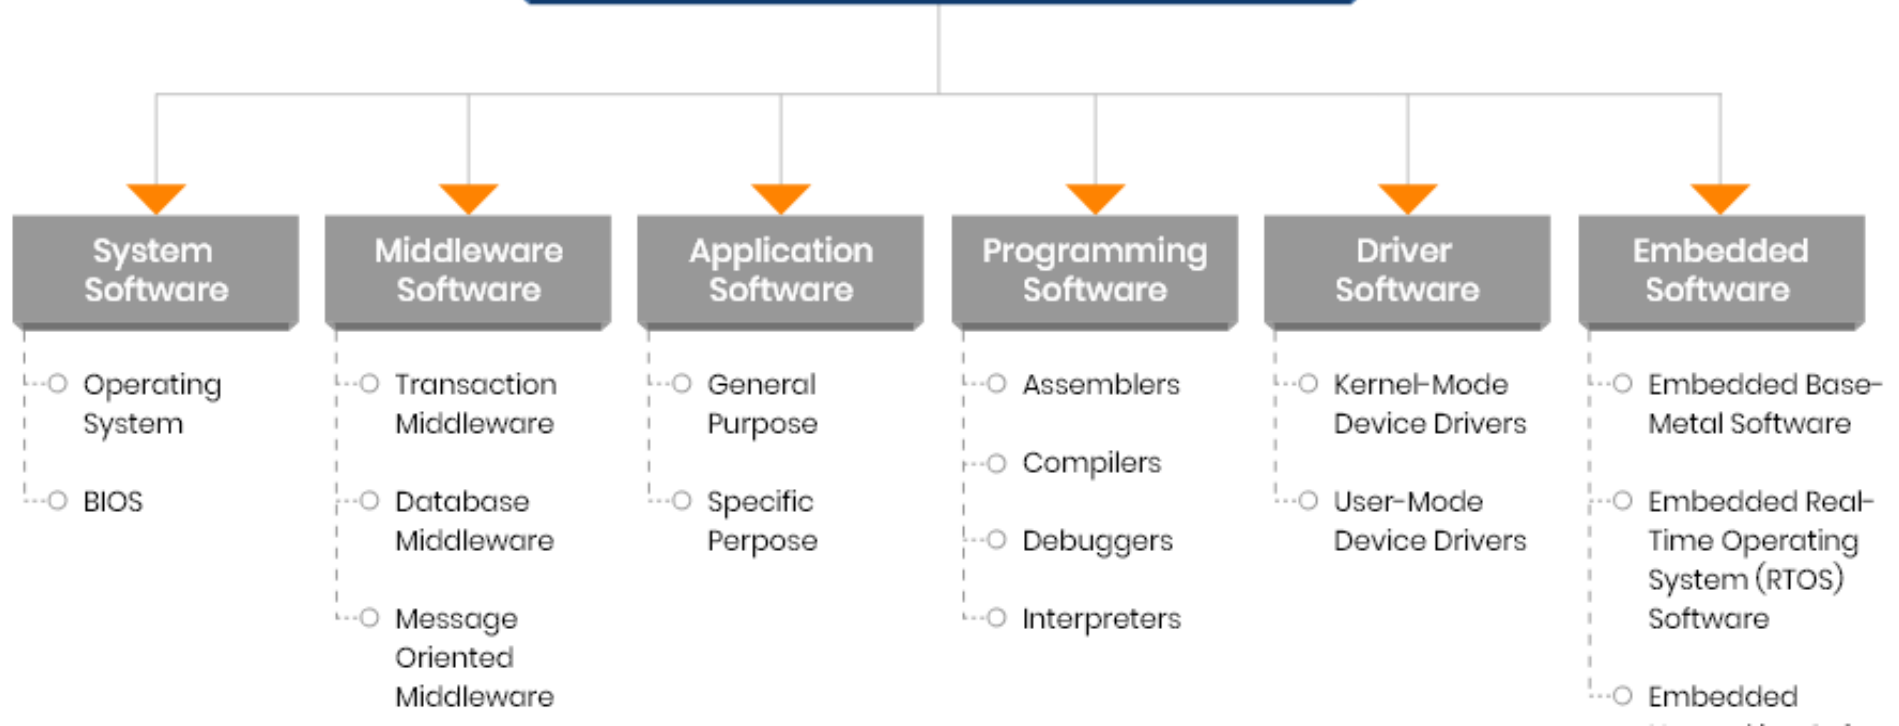 System
Software
Operating
System
BIOS
Middleware
Software
Transaction
Middleware
Database
Middleware
Message
Oriented
Middleware
Application
Software
General
Purpose
Specific
Perpose
Programming
Software
Assemblers
Compilers
Debuggers
Interpreters
Driver
Software
Kernel-Mode
Device Drivers
User-Mode
Device Drivers
Embedded
Software
Embedded Base-
Metal Software
Embedded Real-
Time Operating
System (RTOS)
Software
Embedded